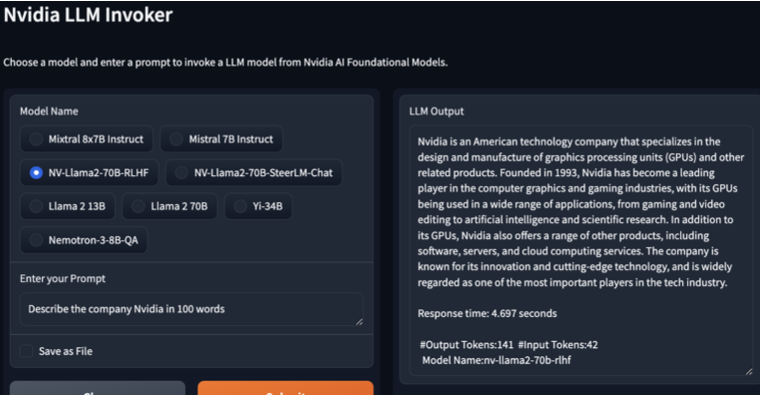 Nvidia LLM Invoker
Choose a model and enter a prompt to invoke a LLM model from Nvidia AI Foundational Models.
Model Name
Mixtral 8x7B Instruct
Mistral 7B Instruct
NV-Llama2-70B-RLHF
NV-Llama2-70B-SteerLM-Chat
Llama 2 13B
Llama 2 70B
Yi-34B
Nemotron-3-8B-QA
Enter your Prompt
Describe the company Nvidia in 100 words
Save as File
LLM Output
Nvidia is an American technology company that specializes in the
design and manufacture of graphics processing units (GPUs) and other
related products. Founded in 1993, Nvidia has become a leading
player in the computer graphics and gaming industries, with its GPUs
being used in a wide range of applications, from gaming and video
editing to artificial intelligence and scientific research. In addition to
its GPUs, Nvidia also offers a range of other products, including
software, servers, and cloud computing services. The company is
known for its innovation and cutting-edge technology, and is widely
regarded as one of the most important players in the tech industry.
Response time: 4.697 seconds
#Output Tokens:141 #Input Tokens:42
Model Name:nv-llama2-70b-rlhf